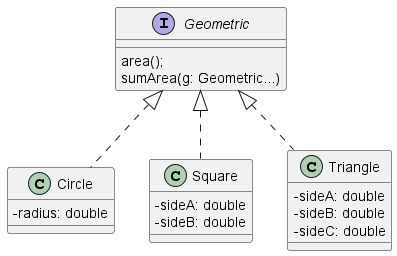 I Geometric
area();
sumArea(g: Geometric...)
C Circle
-radius: double
C Square
-sideA: double
-sideB: double
C Triangle
-sideA: double
-sideB: double
-sideC: double